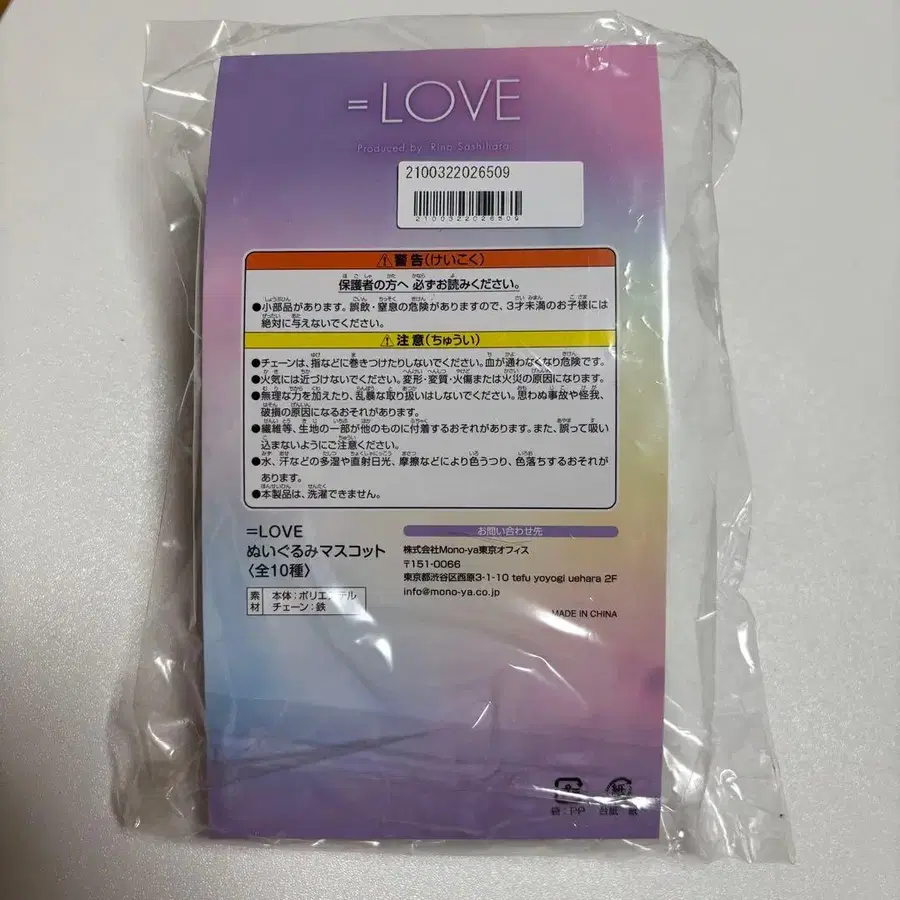 =LOVE
Produced by Rino Sashihara
2100322026509
2100322026509
⚠警告(けいこく)
保護者の方へ 必ずお読みください。
●小部品があります。誤飲・窒息の危険がありますので、3才未満のお子様には
絶対に与えないでください。
⚠注意(ちゅうい)
●チェーンは、指などに巻きつけたりしないでください。血が通わなくなり危険です。
●火気には近づけないでください。変形・変質・火傷または火災の原因になります。
●無理な力を加えたり、乱暴な取り扱いはしないでください。思わぬ事故や怪我、
破損の原因になるおそれがあります。
●繊維等、生地の一部が他のものに付着するおそれがあります。また、誤って吸い
込まないようにご注意ください。
●水、汗などの多湿や直射日光、摩擦などにより色うつり、色落ちするおそれが
あります。
●本製品は、洗濯できません。
=LOVE
ぬいぐるみマスコット
〈全10種〉
素材
本体:ポリエステル
チェーン:鉄
お問い合わせ先
株式会社Mono-ya東京オフィス
〒151-0066
東京都渋谷区西原3-1-10 tefu yoyogi uehara 2F
info@mono-ya.co.jp
MADE IN CHINA
プラ 紙
袋:PP 台紙:紙